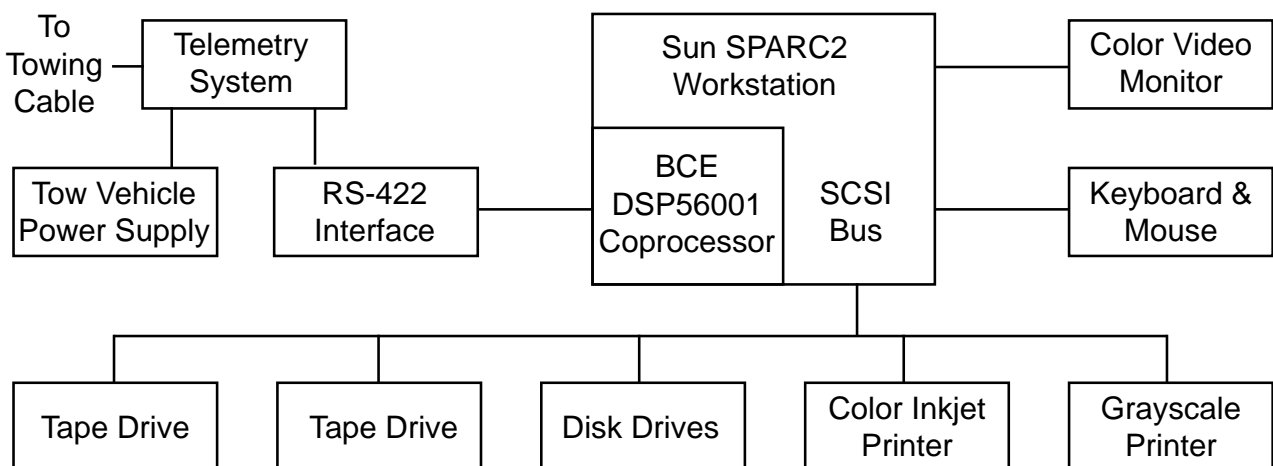 To
Towing
Cable
Telemetry
System
Sun SPARC2
Workstation
Color Video
Monitor
Tow Vehicle
Power Supply
RS-422
Interface
BCE
DSP56001
Coprocessor
SCSI
Bus
Keyboard &
Mouse
Tape Drive
Tape Drive
Disk Drives
Color Inkjet
Printer
Grayscale
Printer